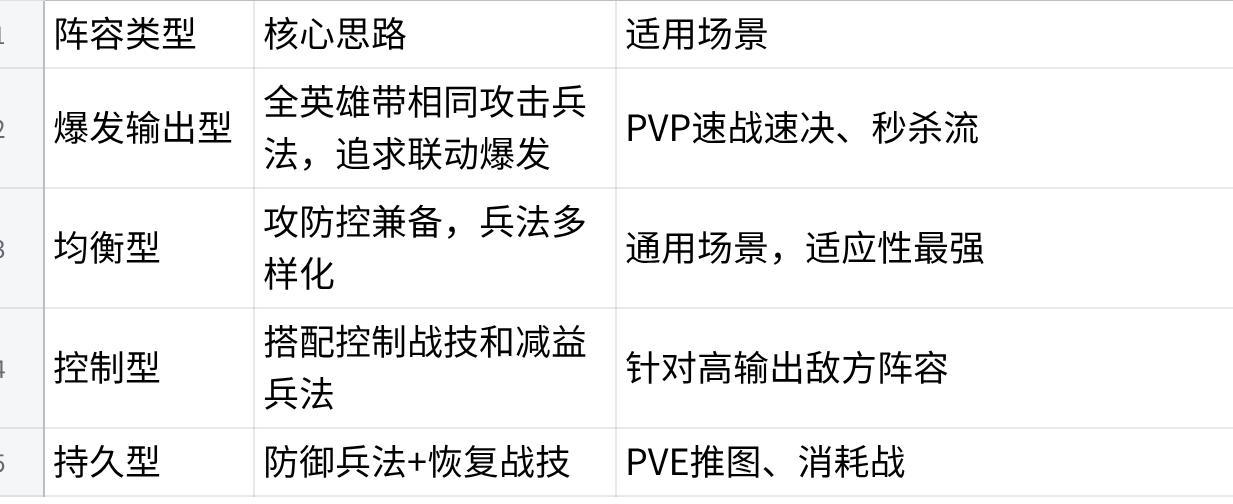 1 阵容类型 核心思路 适用场景
2 爆发输出型 全英雄带相同攻击兵
法，追求联动爆发 PVP速战速决、秒杀流
3 均衡型 攻防控兼备，兵法多
样化 通用场景，适应性最强
4 控制型 搭配控制战技和减益
兵法 针对高输出敌方阵容
5 持久型 防御兵法+恢复战技 PVE推图、消耗战